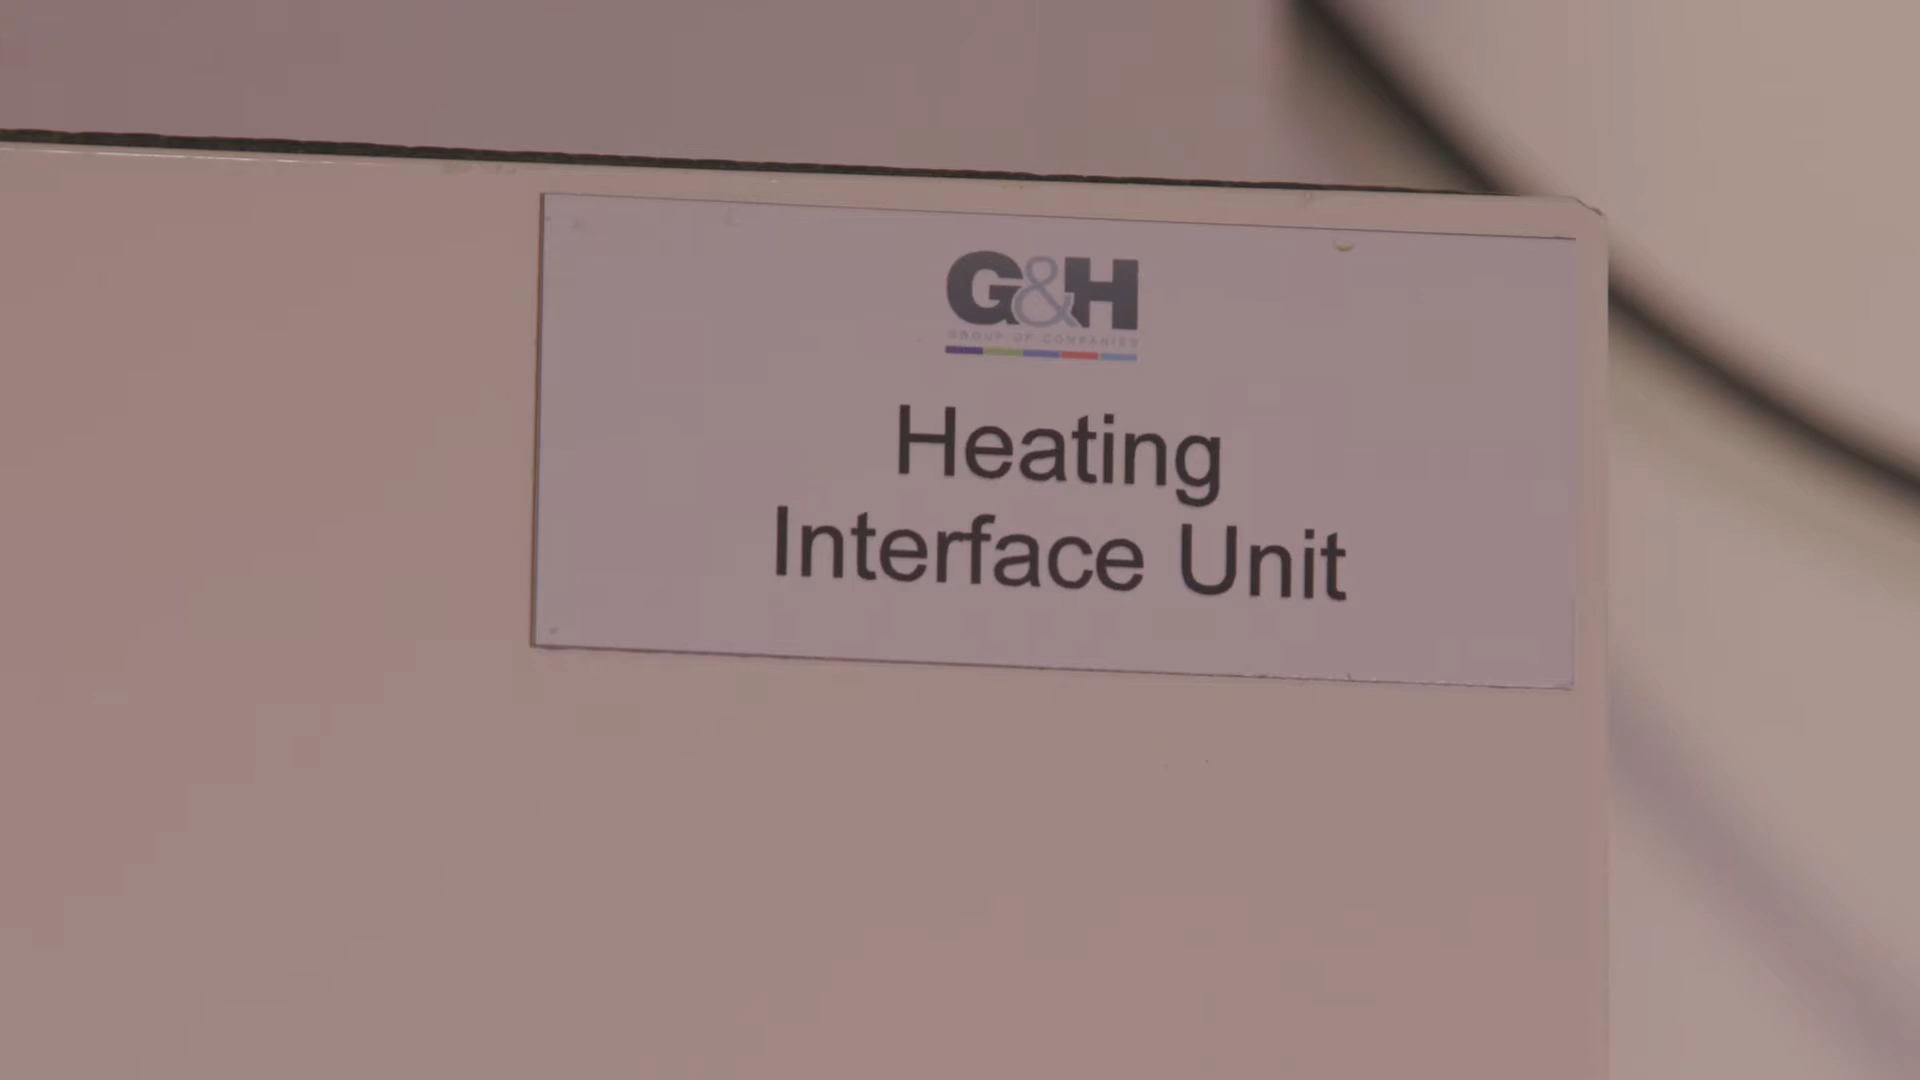 G&H
GROUP OF COMPANIES
Heating
Interface Unit